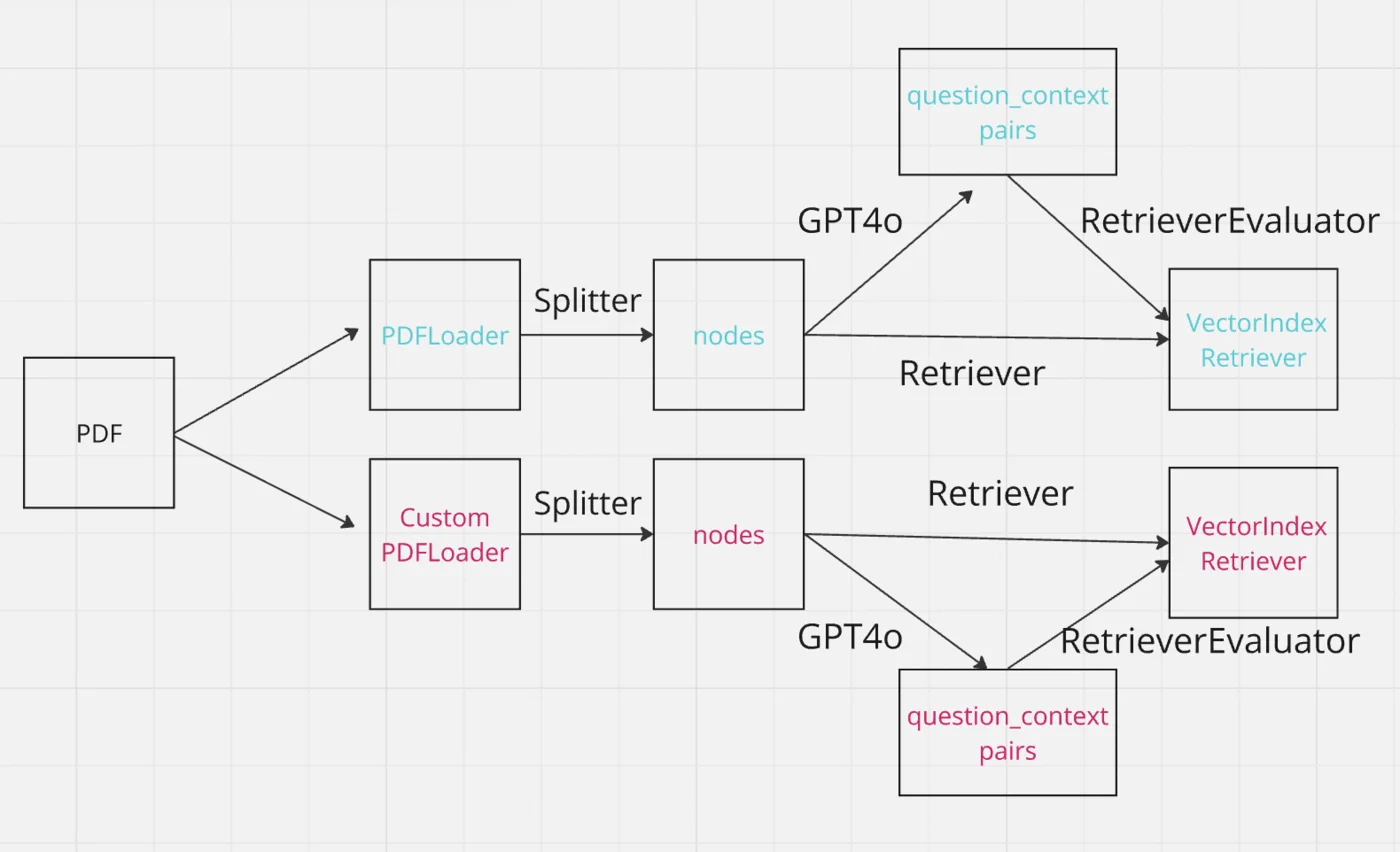 question_context
pairs
GPT4o
RetrieverEvaluator
Splitter
PDFLoader
nodes
VectorIndex
Retriever
Retriever
PDF
Splitter
Custom
PDFLoader
nodes
Retriever
VectorIndex
Retriever
GPT4o
RetrieverEvaluator
question_context
pairs